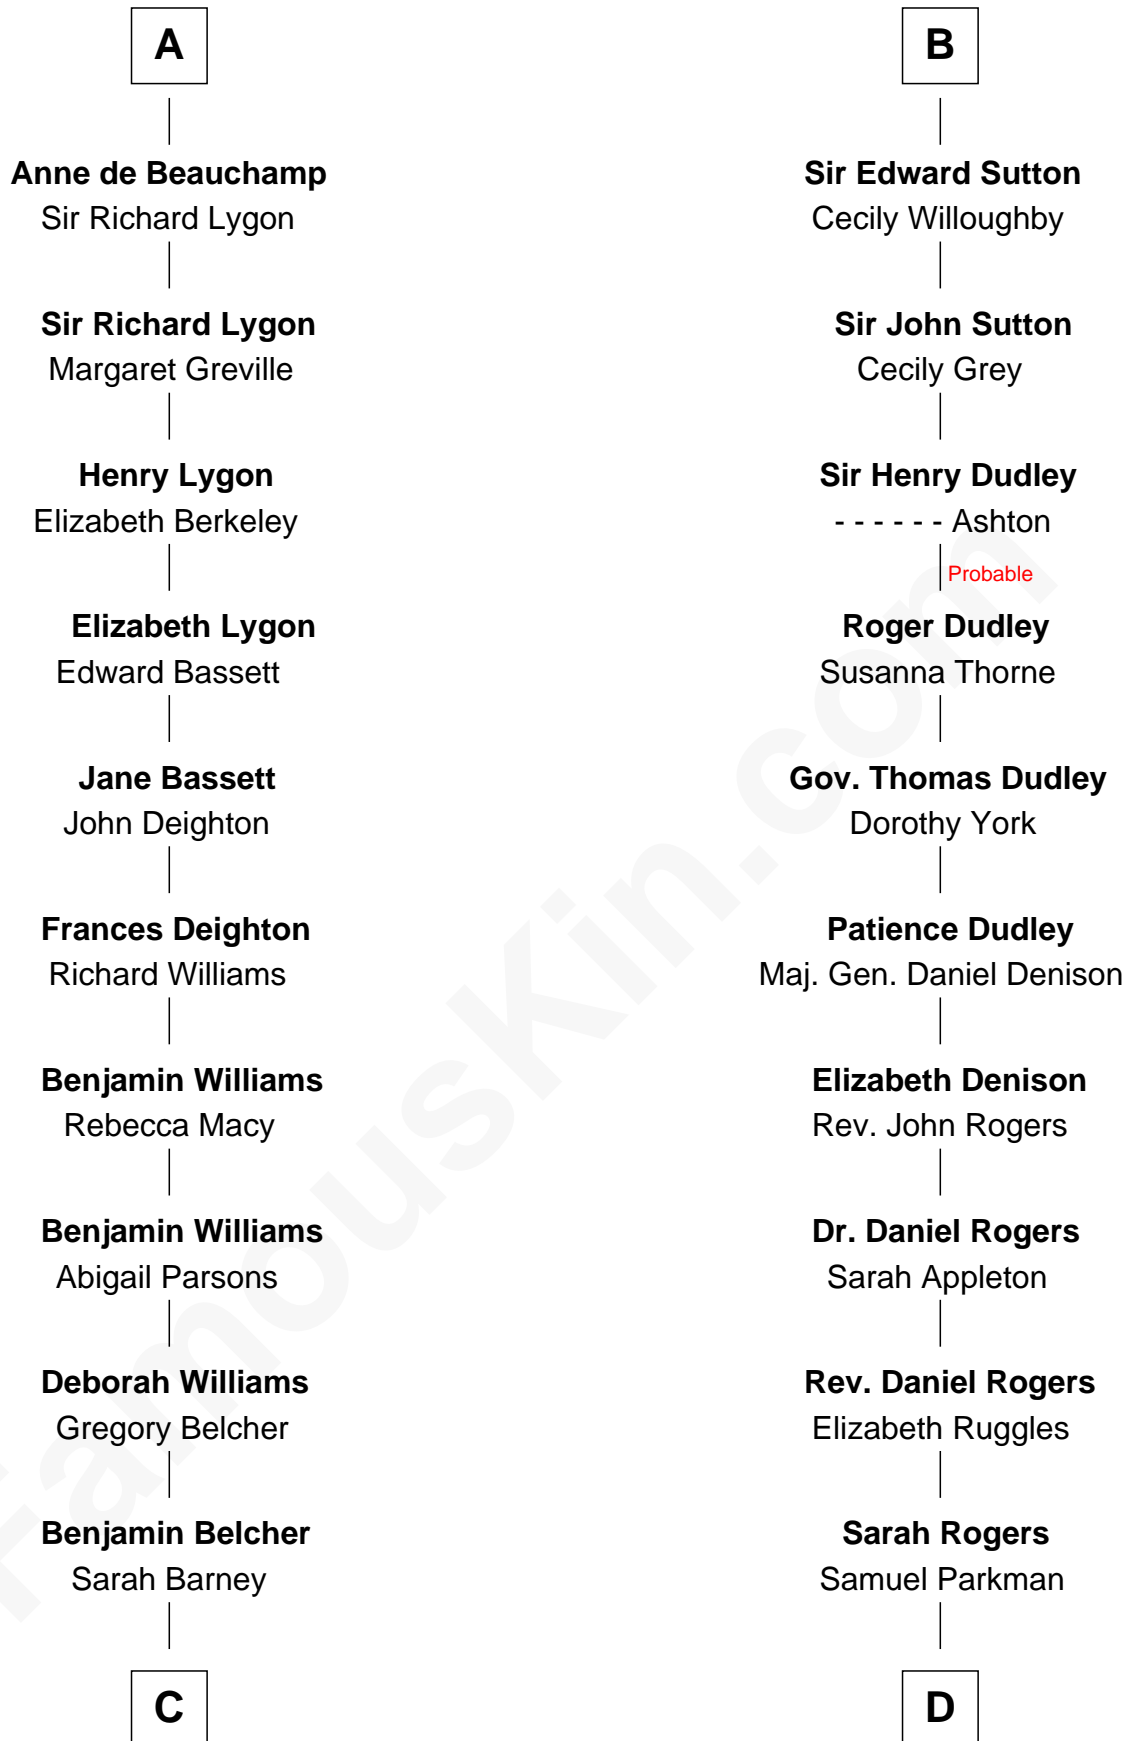 A
Anne de Beauchamp
Sir Richard Lygon
Sir Richard Lygon
Margaret Greville
Henry Lygon
Elizabeth Berkeley
Elizabeth Lygon
Edward Bassett
Jane Bassett
John Deighton
Frances Deighton
Richard Williams
Benjamin Williams
Rebecca Macy
Benjamin Williams
Abigail Parsons
Deborah Williams
Gregory Belcher
Benjamin Belcher
Sarah Barney
C
B
Sir Edward Sutton
Cecily Willoughby
Sir John Sutton
Cecily Grey
Sir Henry Dudley
- - - - - - Ashton
Probable
Roger Dudley
Susanna Thorne
Gov. Thomas Dudley
Dorothy York
Patience Dudley
Maj. Gen. Daniel Denison
Elizabeth Denison
Rev. John Rogers
Dr. Daniel Rogers
Sarah Appleton
Rev. Daniel Rogers
Elizabeth Ruggles
Sarah Rogers
Samuel Parkman
D
FamousKin.com